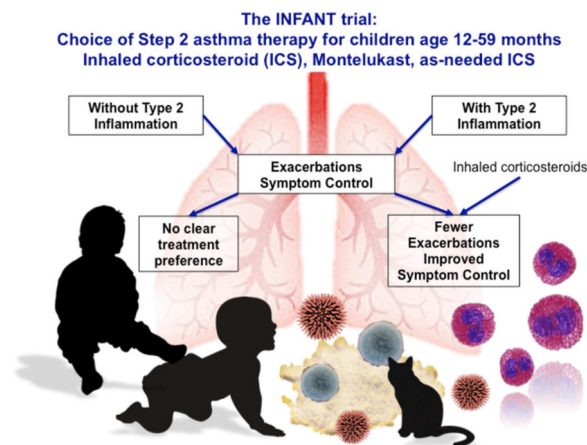 The INFANT trial:
Choice of Step 2 asthma therapy for children age 12-59 months
Inhaled corticosteroid (ICS), Montelukast, as-needed ICS
Without Type 2
Inflammation
With Type 2
Inflammation
Exacerbations
Symptom Control
Inhaled corticosteroids
No clear
treatment
preference
Fewer
Exacerbations
Improved
Symptom Control